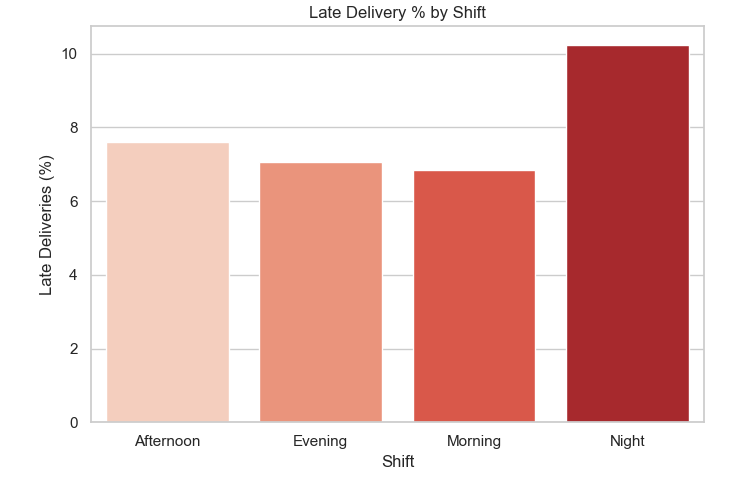 Late Delivery % by Shift
Late Deliveries (%)
10
8
6
4
2
0
Afternoon Evening Morning Night
Shift